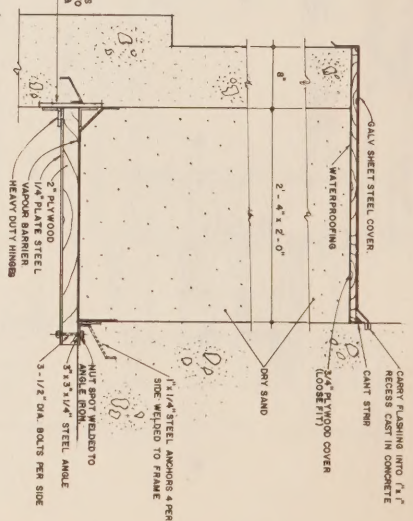 GALV SHEET STEEL COVER
WATERPROOFING
CARRY FLASHING INTO 1" x 1"
RECESS CAST IN CONCRETE
CANT STRIP
3/4" PLYWOOD COVER
(LOOSE FIT)
DRY SAND
8"
2' - 4" x 2' - 0"
1" x 1/4" STEEL ANCHORS 4 PER
SIDE WELDED TO FRAME
NUT SPOT WELDED TO
ANGLE IRON.
3" x 3" x 1/4" STEEL ANGLE
3 - 1/2" DIA. BOLTS PER SIDE
2" PLYWOOD
1/4" PLATE STEEL
VAPOUR BARRIER
HEAVY DUTY HINGES